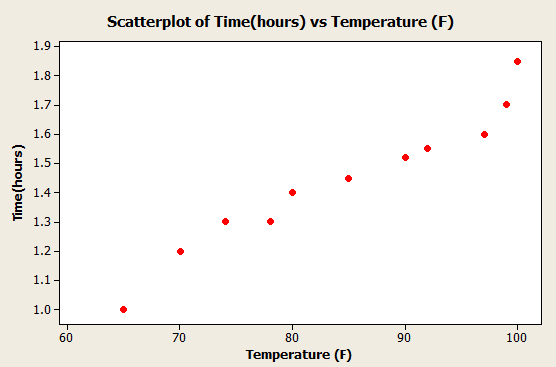 Scatterplot of Time(hours) vs Temperature (F)
1.9
1.8
1.7
1.6
1.5
1.4
1.3
1.2
1.1
1.0
Time(hours)
60 70 80 90 100
Temperature (F)